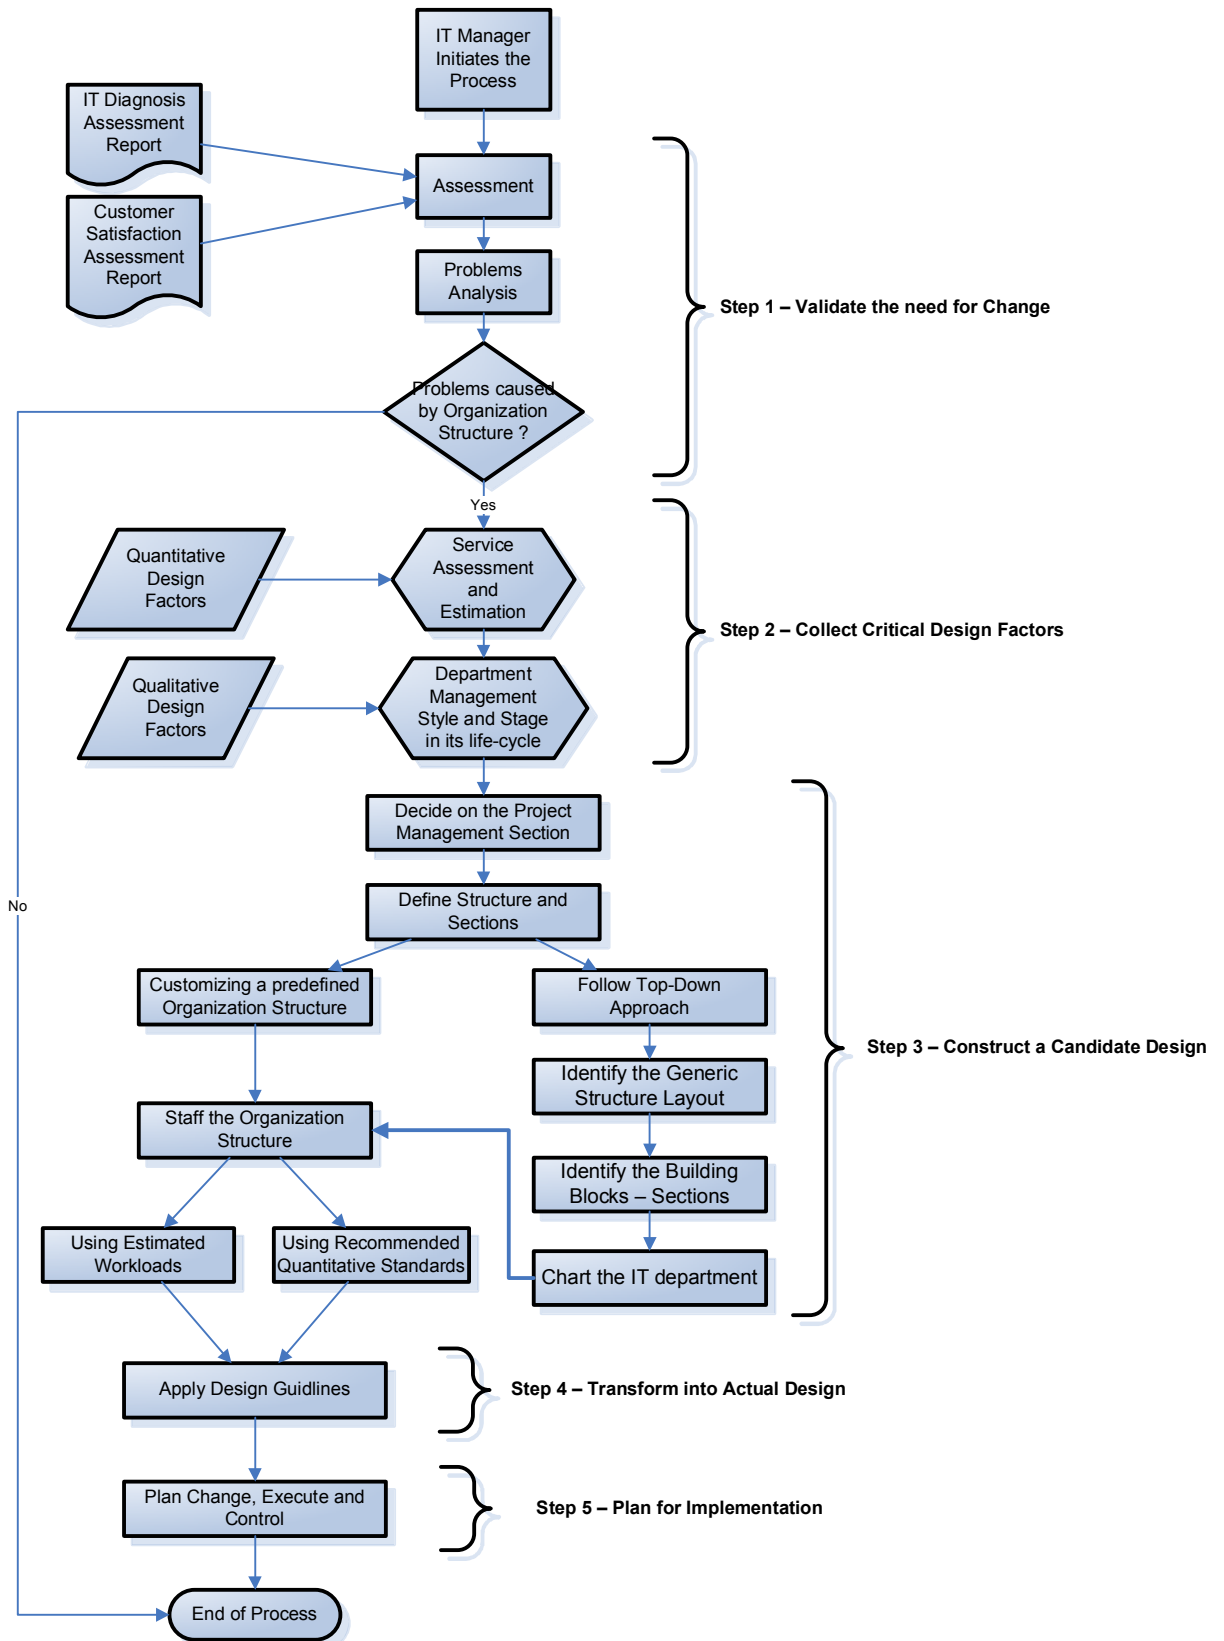 IT Manager
Initiates the
Process
IT Diagnosis
Assessment
Report
Assessment
Customer
Satisfaction
Assessment
Report
Problems
Analysis
Step 1 – Validate the need for Change
Problems caused
by Organization
Structure ?
Yes
Quantitative
Design
Factors
Service
Assessment
and
Estimation
Step 2 – Collect Critical Design Factors
Qualitative
Design
Factors
Department
Management
Style and Stage
in its life-cycle
Decide on the Project
Management Section
No
Define Structure and
Sections
Customizing a predefined
Organization Structure
Follow Top-Down
Approach
Step 3 – Construct a Candidate Design
Identify the Generic
Structure Layout
Staff the Organization
Structure
Identify the Building
Blocks – Sections
Using Estimated
Workloads
Using Recommended
Quantitative Standards
Chart the IT department
Apply Design Guidlines
Step 4 – Transform into Actual Design
Plan Change, Execute and
Control
Step 5 – Plan for Implementation
End of Process